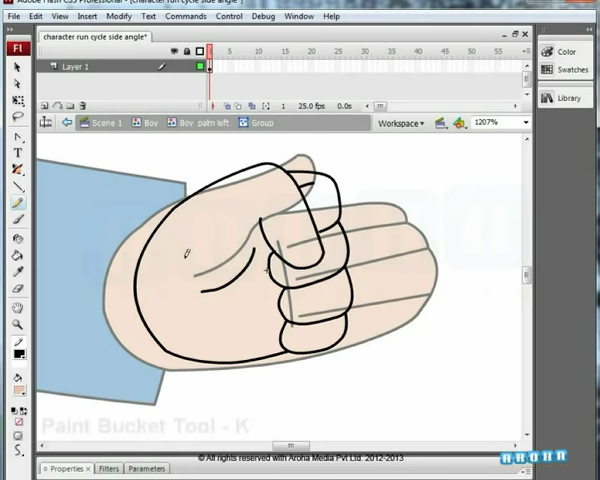 Adobe Flash CS3 Professional - [character run cycle side angle*]
File Edit View Insert Modify Text Commands Control Debug Window Help
Fl
character run cycle side angle*
5 10 15 20 25 30 35 40 45 50 55
Layer 1
1 25.0 fps 0.0s
Scene 1 Boy Boy palm left Group Workspace 1207%
Color
Swatches
Library
Paint Bucket Tool - K
© All rights reserved with Aroha Media Pvt Ltd. 2012-2013
AROHA
Properties × Filters Parameters